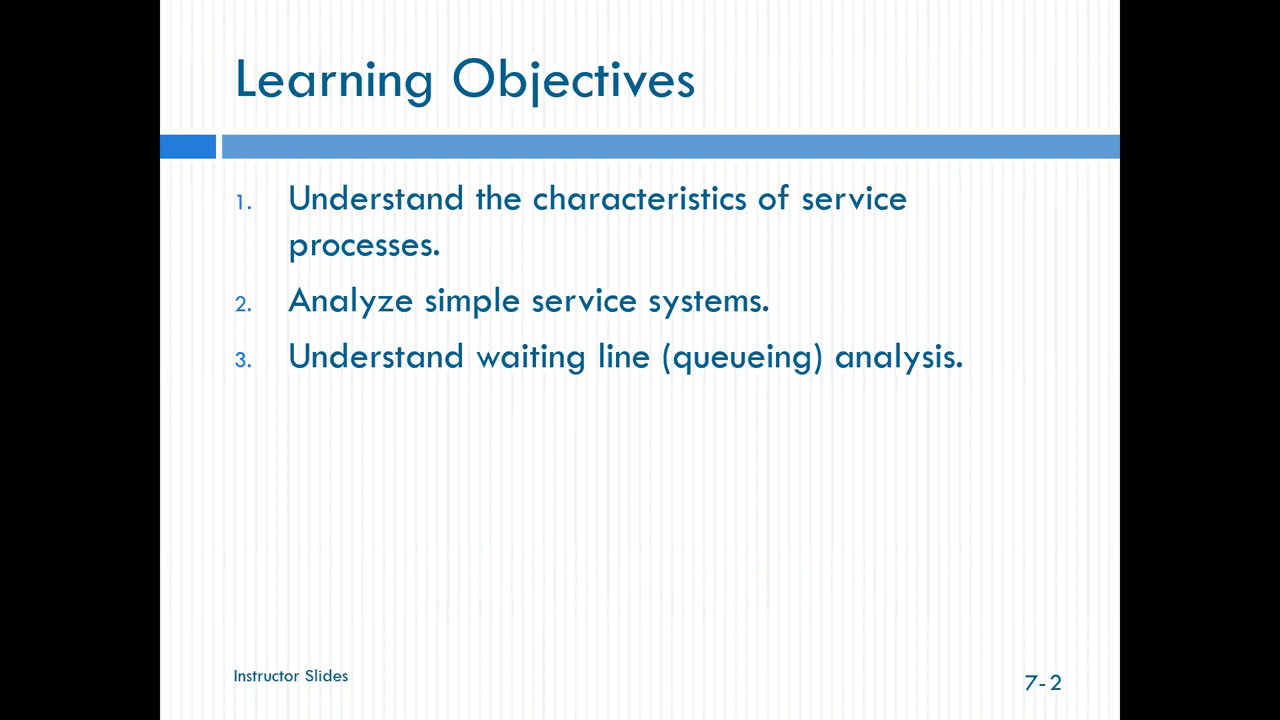 Learning Objectives
1. Understand the characteristics of service
processes.
2. Analyze simple service systems.
3. Understand waiting line (queueing) analysis.
Instructor Slides
7-2